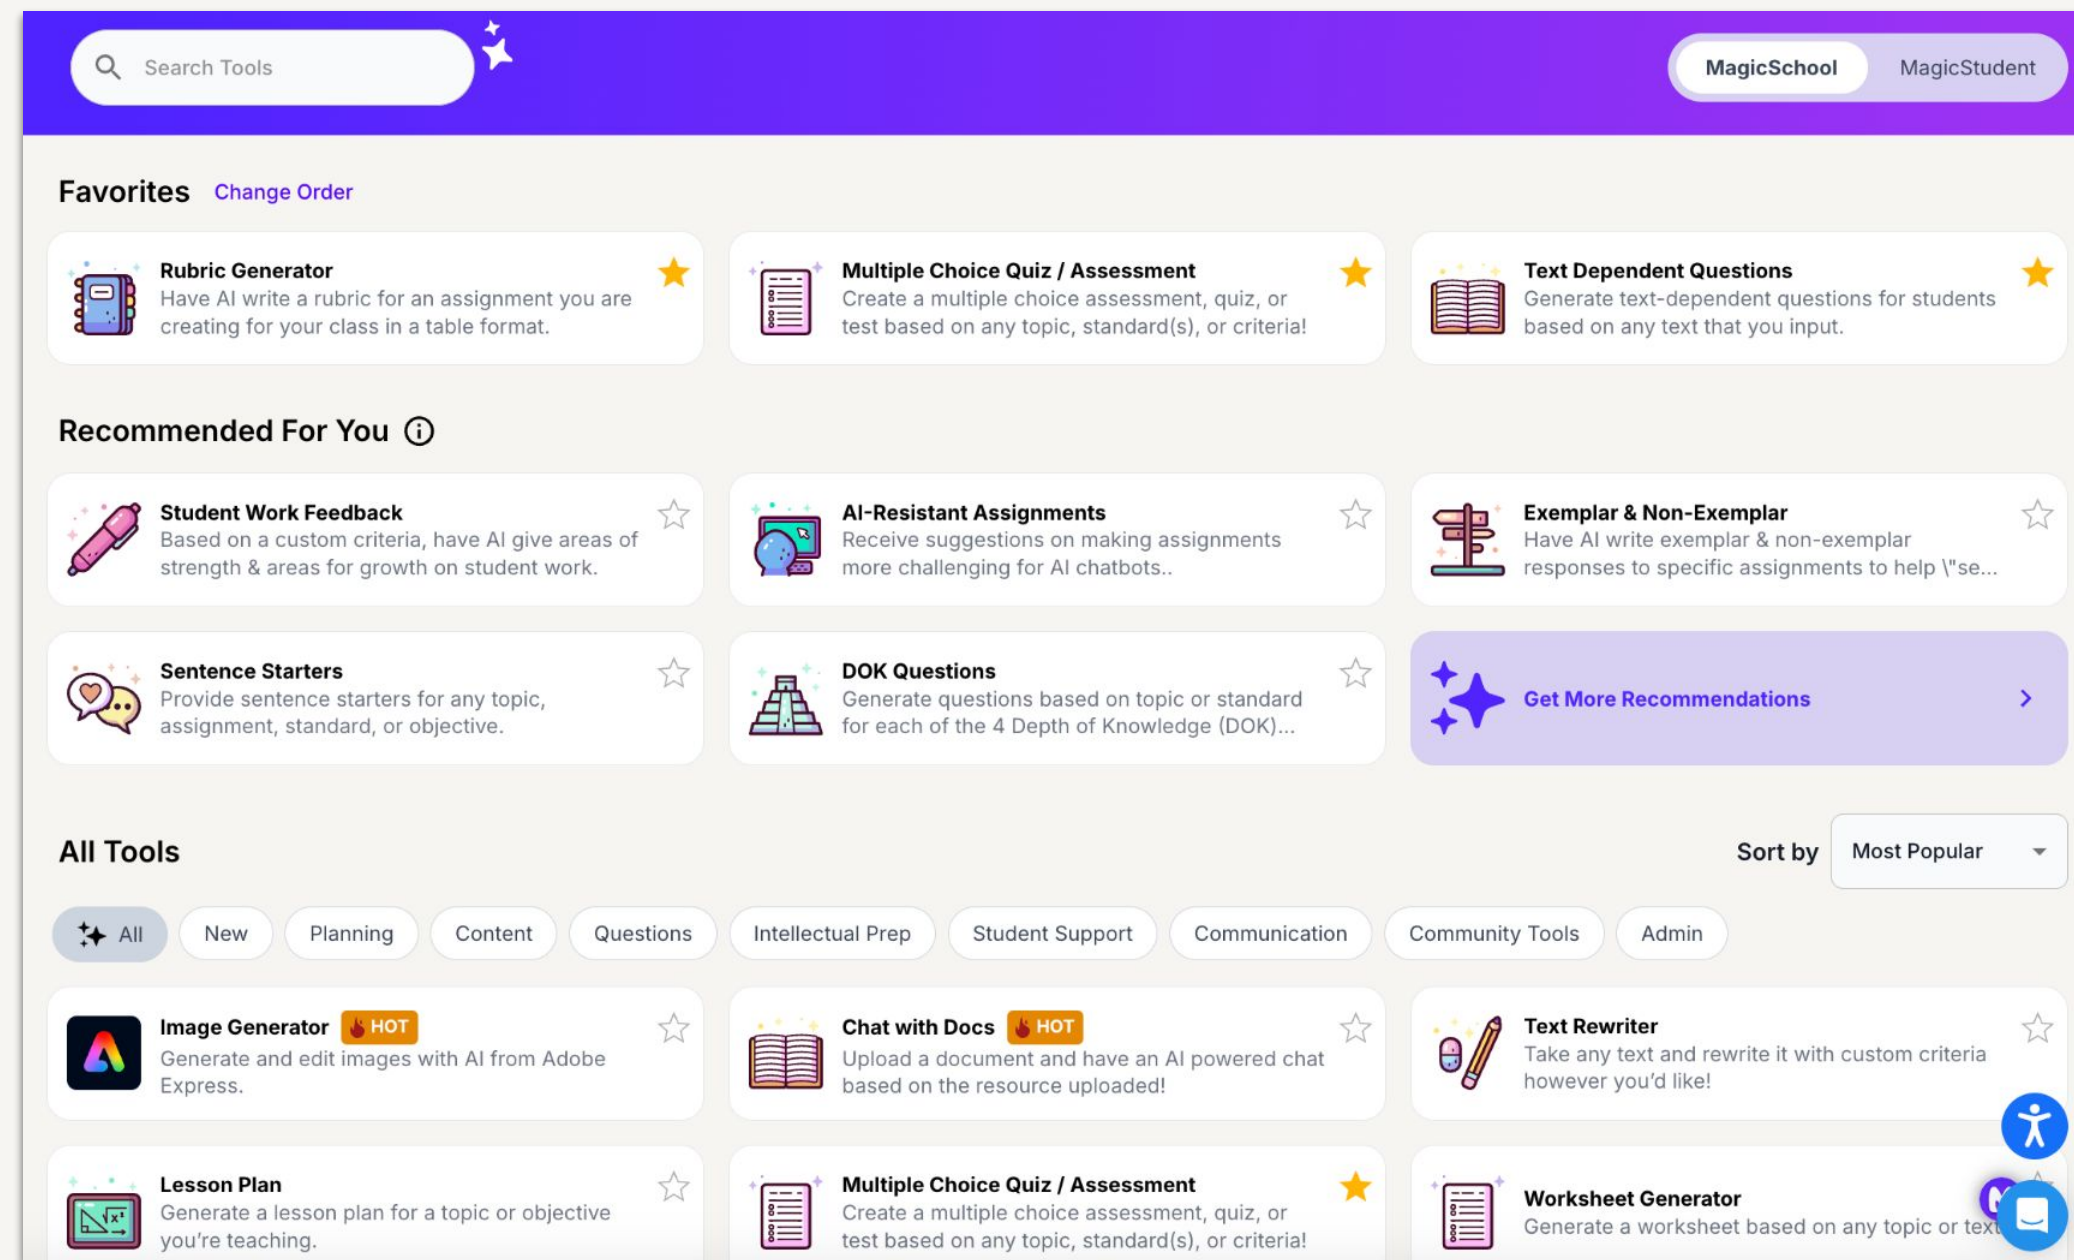 Search Tools
MagicSchool
MagicStudent
Favorites Change Order
Rubric Generator
Have AI write a rubric for an assignment you are
creating for your class in a table format.
Multiple Choice Quiz / Assessment
Create a multiple choice assessment, quiz, or
test based on any topic, standard(s), or criteria!
Text Dependent Questions
Generate text-dependent questions for students
based on any text that you input.
Recommended For You
Student Work Feedback
Based on a custom criteria, have AI give areas of
strength & areas for growth on student work.
AI-Resistant Assignments
Receive suggestions on making assignments
more challenging for AI chatbots..
Exemplar & Non-Exemplar
Have AI write exemplar & non-exemplar
responses to specific assignments to help \"se...
Sentence Starters
Provide sentence starters for any topic,
assignment, standard, or objective.
DOK Questions
Generate questions based on topic or standard
for each of the 4 Depth of Knowledge (DOK)...
Get More Recommendations
All Tools
Sort by
Most Popular
All
New
Planning
Content
Questions
Intellectual Prep
Student Support
Communication
Community Tools
Admin
Image Generator HOT
Generate and edit images with AI from Adobe
Express.
Chat with Docs HOT
Upload a document and have an AI powered chat
based on the resource uploaded!
Text Rewriter
Take any text and rewrite it with custom criteria
however you’d like!
Lesson Plan
Generate a lesson plan for a topic or objective
you’re teaching.
Multiple Choice Quiz / Assessment
Create a multiple choice assessment, quiz, or
test based on any topic, standard(s), or criteria!
Worksheet Generator
Generate a worksheet based on any topic or text